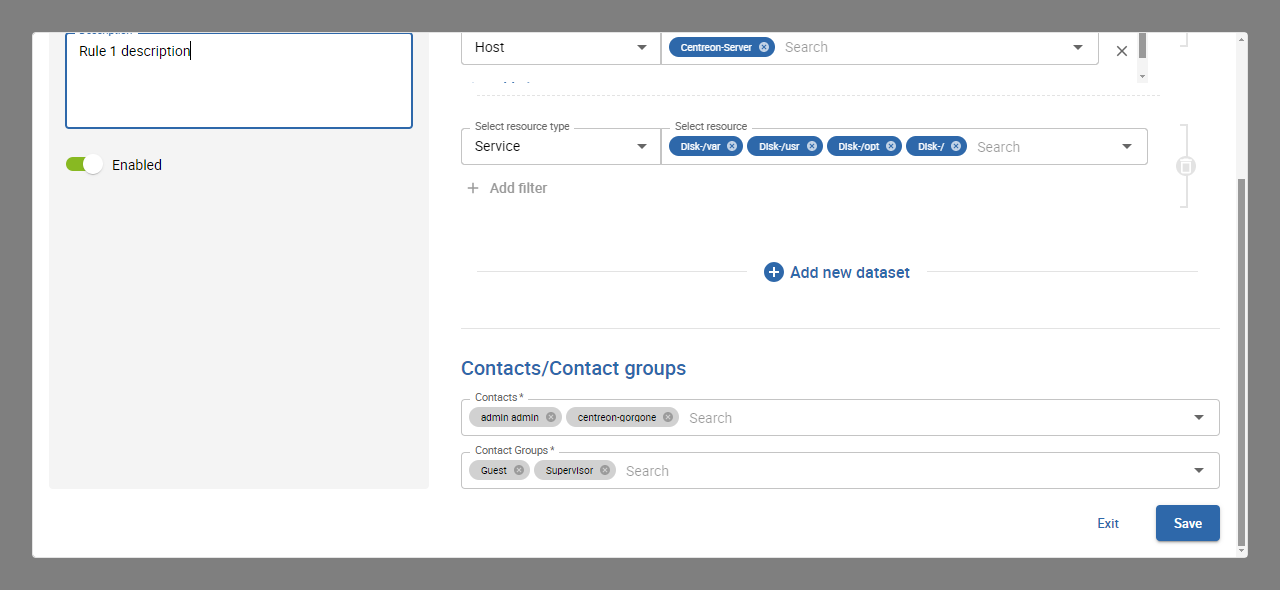 Rule 1 description
Enabled
Host Centreon-Server Search
Select resource type Select resource
Service Disk-/var Disk-/usr Disk-/opt Disk-/ Search
Add filter
Add new dataset
Contacts/Contact groups
Contacts *
admin admin centreon-gorgone Search
Contact Groups *
Guest Supervisor Search
Exit Save